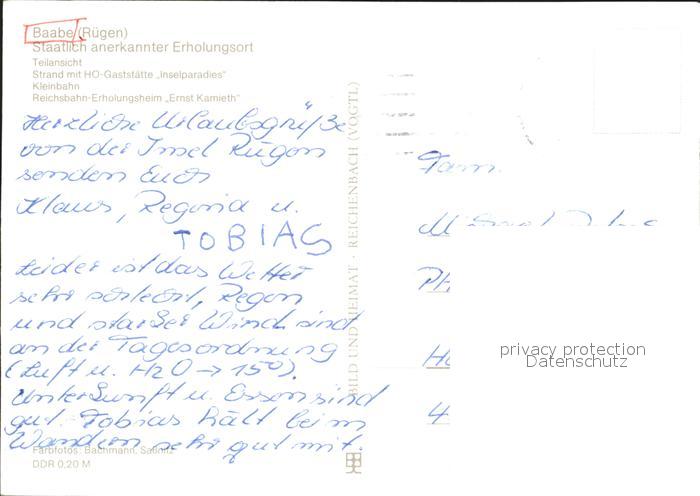 Baabe (Rügen)
Staatlich anerkannter Erholungsort
Teilansicht
Strand mit HO-Gaststätte „Inselparadies"
Kleinbahn
Reichsbahn-Erholungsheim „Ernst Kamieth"
Herzliche Urlaubsgrüße
von der Insel Rügen
senden Euch
Klaus, Regina u.
TOBIAS
Leider ist das Wetter
sehr schlecht, Regen
und starker Wind sind
an der Tagesordnung
(Luft u. H2O → 15°).
Unterkunft u. Essen sind
gut. Tobias hält beim
Wandern sehr gut mit.
Farbfotos: Bachmann, Saßnitz
DDR 0,20 M
BILD UND HEIMAT · REICHENBACH (VOGTL)
Fam.
PH
H
4
privacy protection
Datenschutz